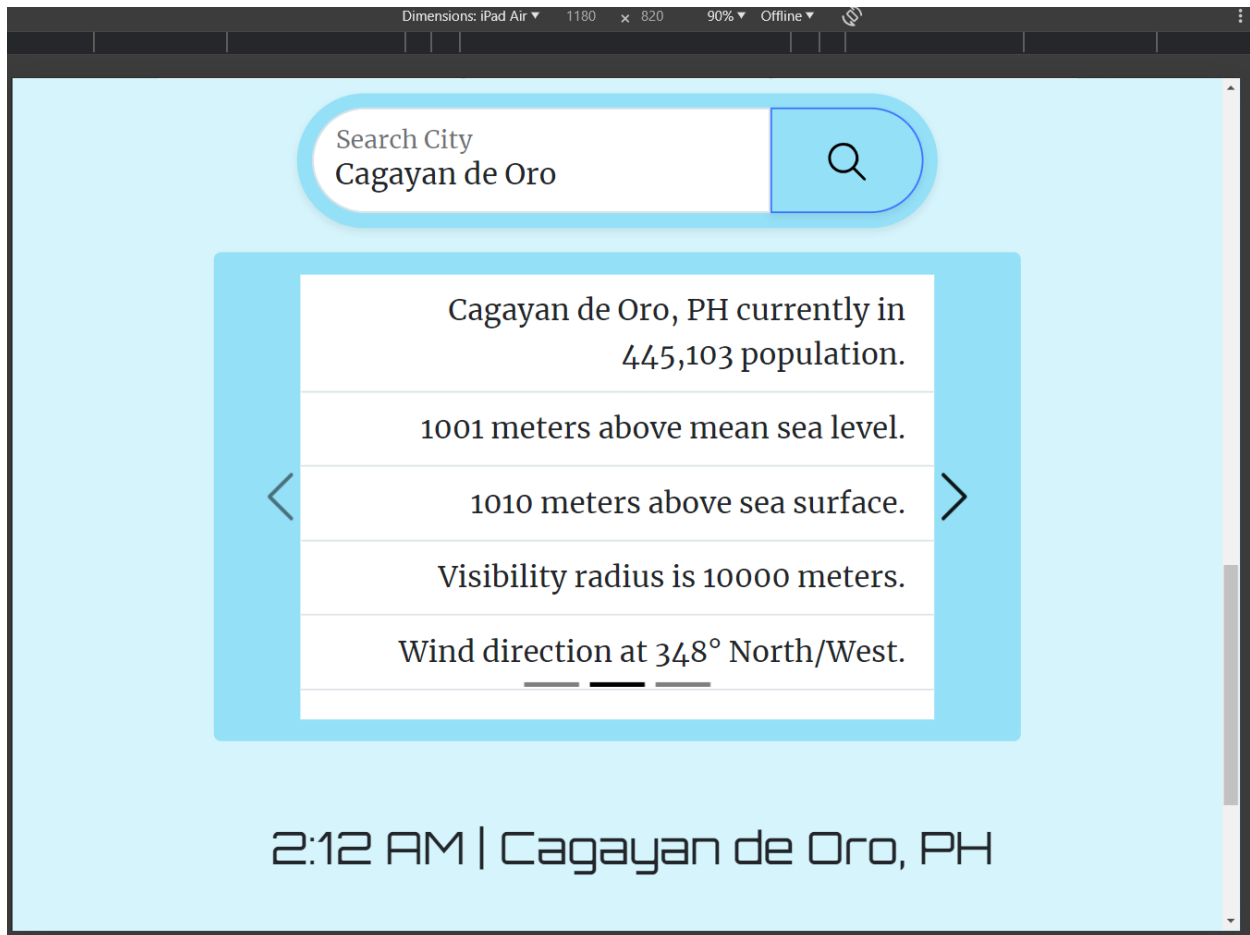 Dimensions: iPad Air 1180 x 820 90% Offline
Search City
Cagayan de Oro
Cagayan de Oro, PH currently in
445,103 population.
1001 meters above mean sea level.
1010 meters above sea surface.
Visibility radius is 10000 meters.
Wind direction at 348° North/West.
2:12 AM | Cagayan de Oro, PH